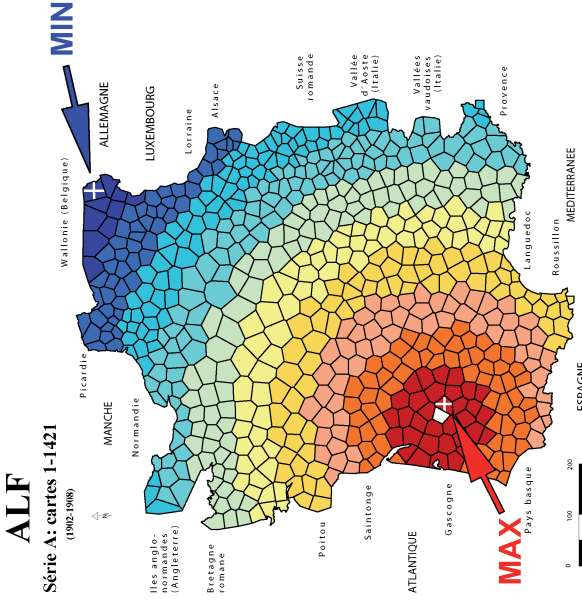 ALF
Série A: cartes 1-1421
(1902-1908)
N
MIN
ALLEMAGNE
LUXEMBOURG
Lorraine
Alsace
Suisse
romande
Vallée
d'Aoste
(Italie)
Vallées
vaudoises
(Italie)
Provence
Wallonie (Belgique)
Picardie
MANCHE
Normandie
Iles anglo-
normandes
(Angleterre)
Bretagne
romane
Poitou
Saintonge
ATLANTIQUE
Gascogne
MAX
Pays basque
ESPAGNE
Roussillon
Languedoc
MEDITERRANEE
0 100 200